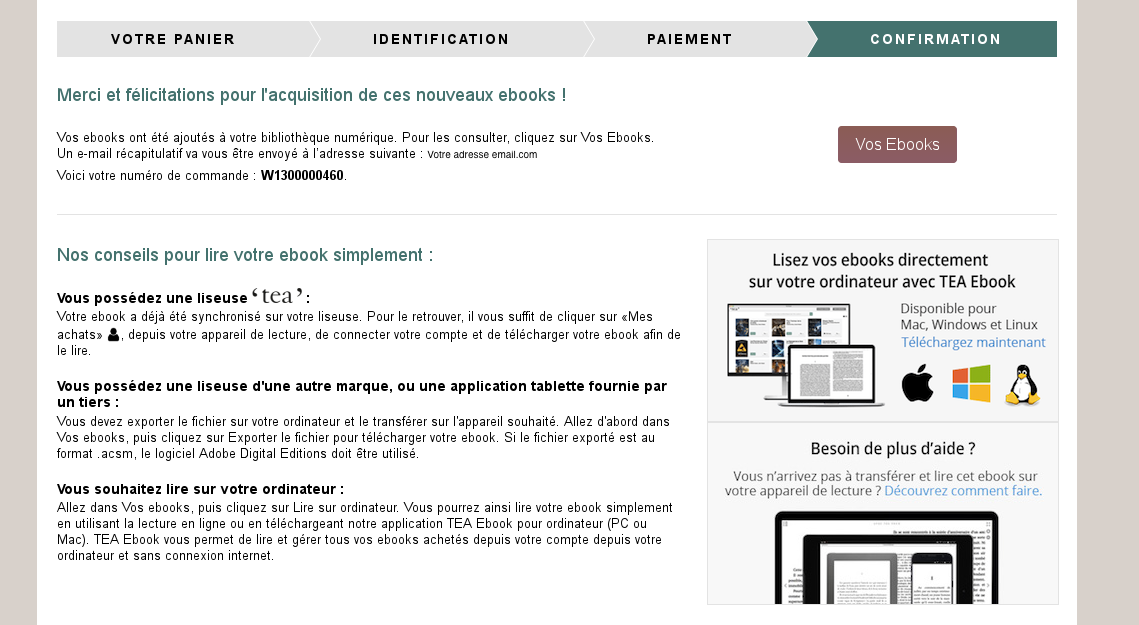 VOTRE PANIER
IDENTIFICATION
PAIEMENT
CONFIRMATION
Merci et félicitations pour l'acquisition de ces nouveaux ebooks !
Vos ebooks ont été ajoutés à votre bibliothèque numérique. Pour les consulter, cliquez sur Vos Ebooks.
Un e-mail récapitulatif va vous être envoyé à l'adresse suivante : Votre adresse email.com
Voici votre numéro de commande : W1300000460.
Vos Ebooks
Nos conseils pour lire votre ebook simplement :
Vous possédez une liseuse ‘tea’ :
Votre ebook a déjà été synchronisé sur votre liseuse. Pour le retrouver, il vous suffit de cliquer sur «Mes
achats» , depuis votre appareil de lecture, de connecter votre compte et de télécharger votre ebook afin de
le lire.
Vous possédez une liseuse d'une autre marque, ou une application tablette fournie par
un tiers :
Vous devez exporter le fichier sur votre ordinateur et le transférer sur l'appareil souhaité. Allez d'abord dans
Vos ebooks, puis cliquez sur Exporter le fichier pour télécharger votre ebook. Si le fichier exporté est au
format .acsm, le logiciel Adobe Digital Editions doit être utilisé.
Vous souhaitez lire sur votre ordinateur :
Allez dans Vos ebooks, puis cliquez sur Lire sur ordinateur. Vous pourrez ainsi lire votre ebook simplement
en utilisant la lecture en ligne ou en téléchargeant notre application TEA Ebook pour ordinateur (PC ou
Mac). TEA Ebook vous permet de lire et gérer tous vos ebooks achetés depuis votre compte depuis votre
ordinateur et sans connexion internet.
Lisez vos ebooks directement
sur votre ordinateur avec TEA Ebook
Disponible pour
Mac, Windows et Linux
Téléchargez maintenant
Besoin de plus d’aide ?
Vous n’arrivez pas à transférer et lire cet ebook sur
votre appareil de lecture ? Découvrez comment faire.